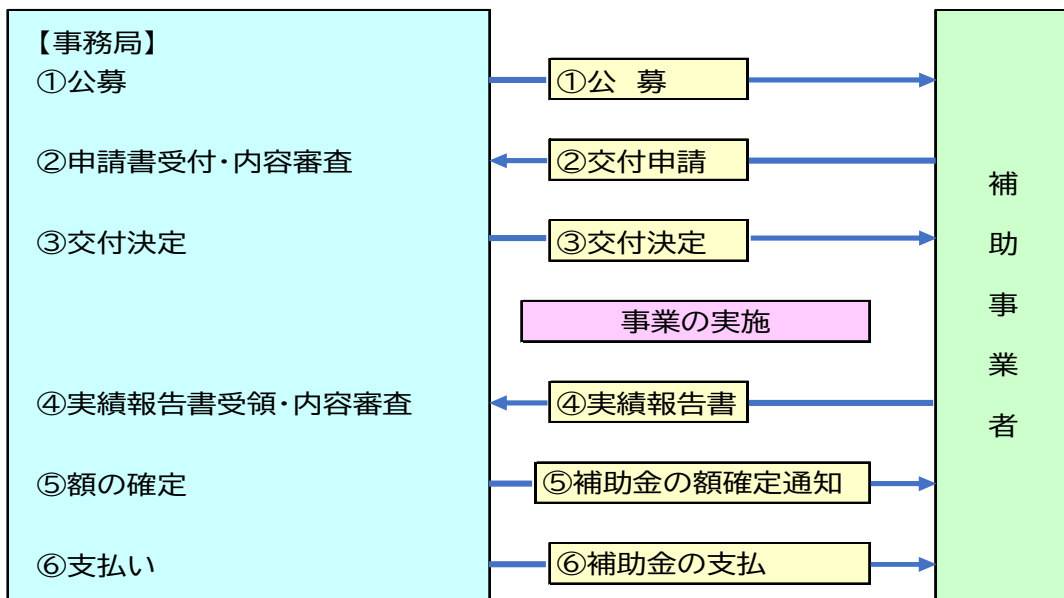 【事務局】
①公募
①公 募
②申請書受付・内容審査
②交付申請
③交付決定
③交付決定
事業の実施
④実績報告書受領・内容審査
④実績報告書
⑤額の確定
⑤補助金の額確定通知
⑥支払い
⑥補助金の支払
補助事業者